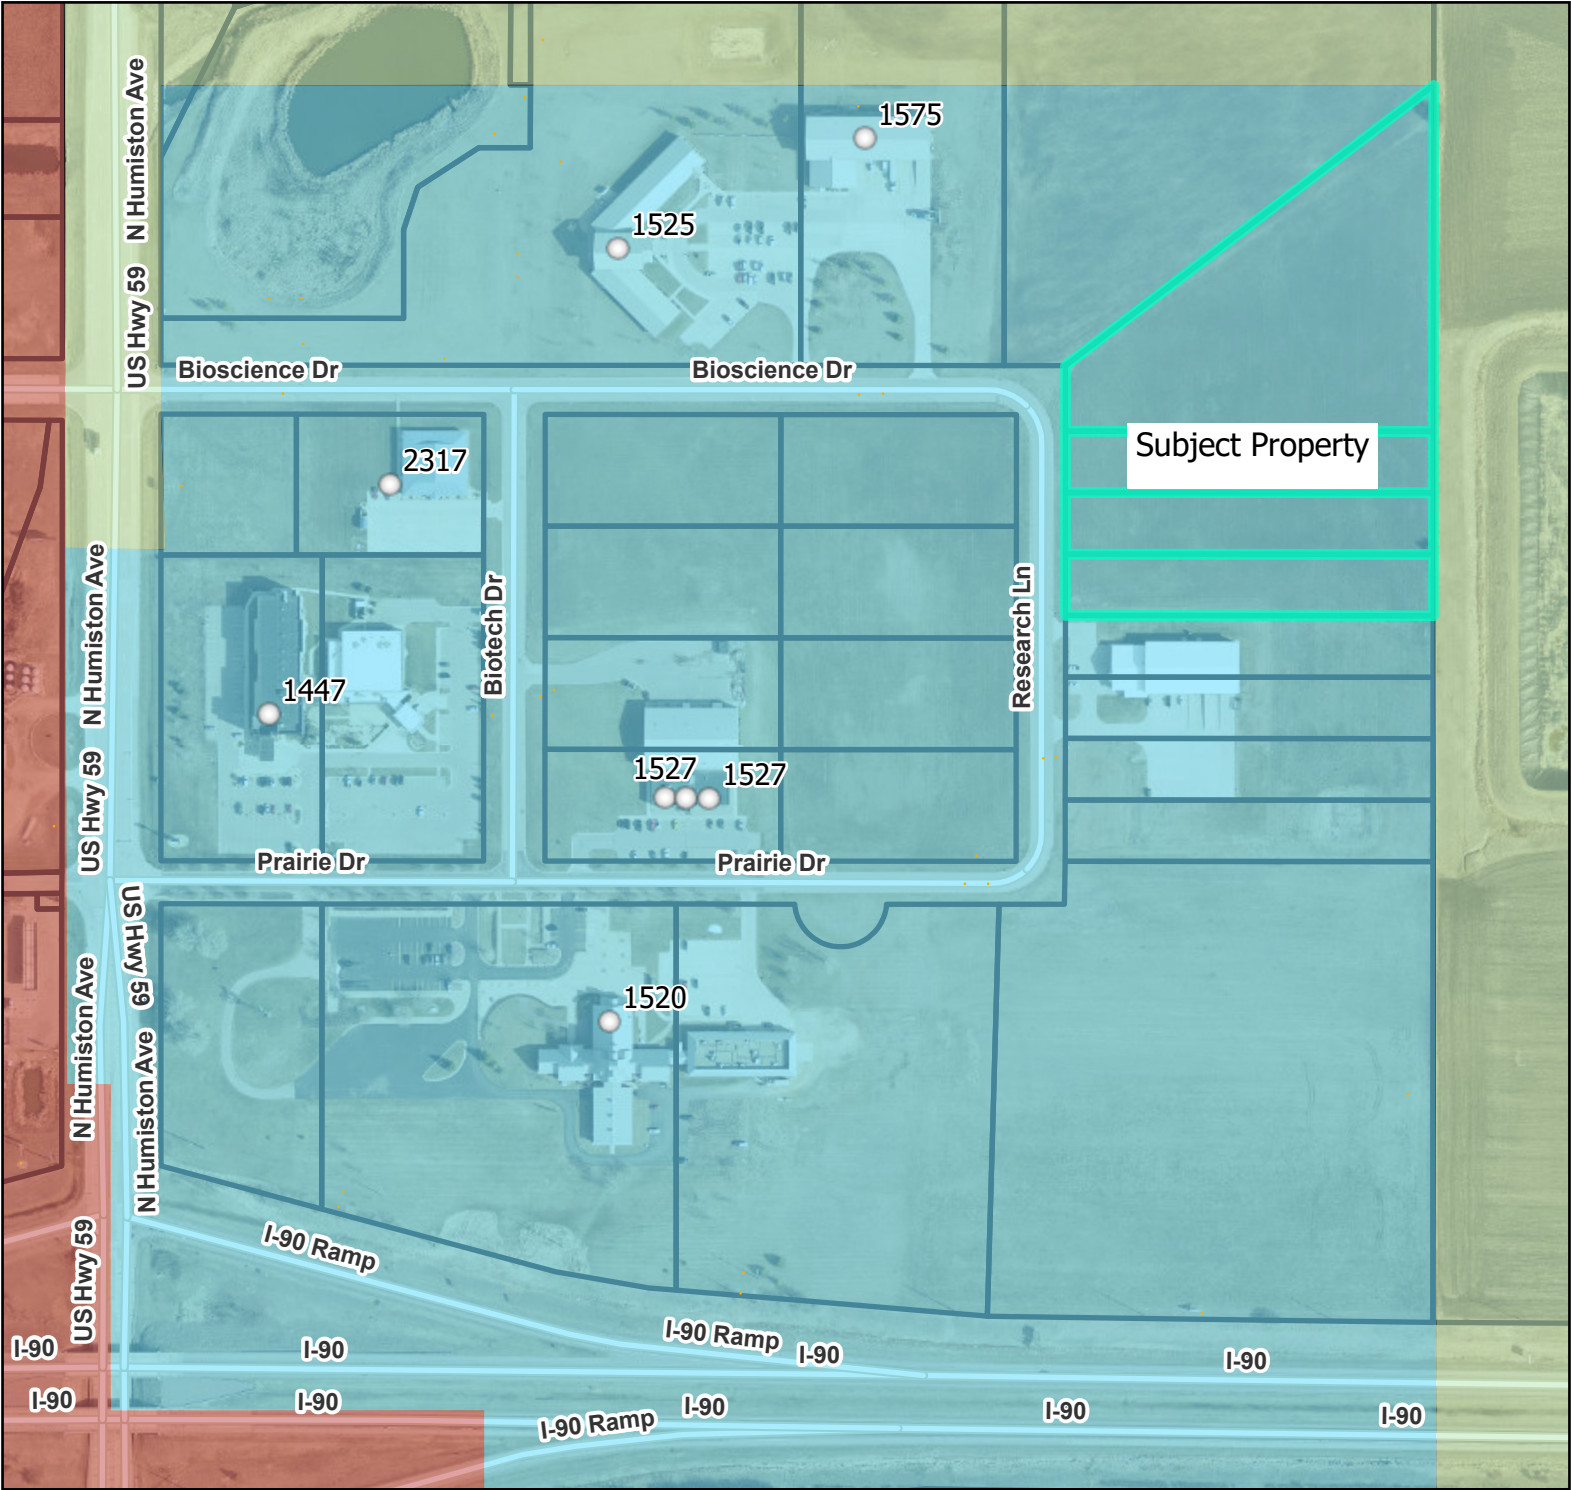 N Humiston Ave
US Hwy 59
1575
1525
Bioscience Dr
Bioscience Dr
Subject Property
2317
N Humiston Ave
US Hwy 59
Biotech Dr
Research Ln
1447
1527
1527
Prairie Dr
Prairie Dr
US Hwy 59
N Humiston Ave
N Humiston Ave
1520
US Hwy 59
I-90 Ramp
I-90 Ramp
I-90
I-90
I-90
I-90
I-90
I-90
I-90 Ramp
I-90
I-90
I-90